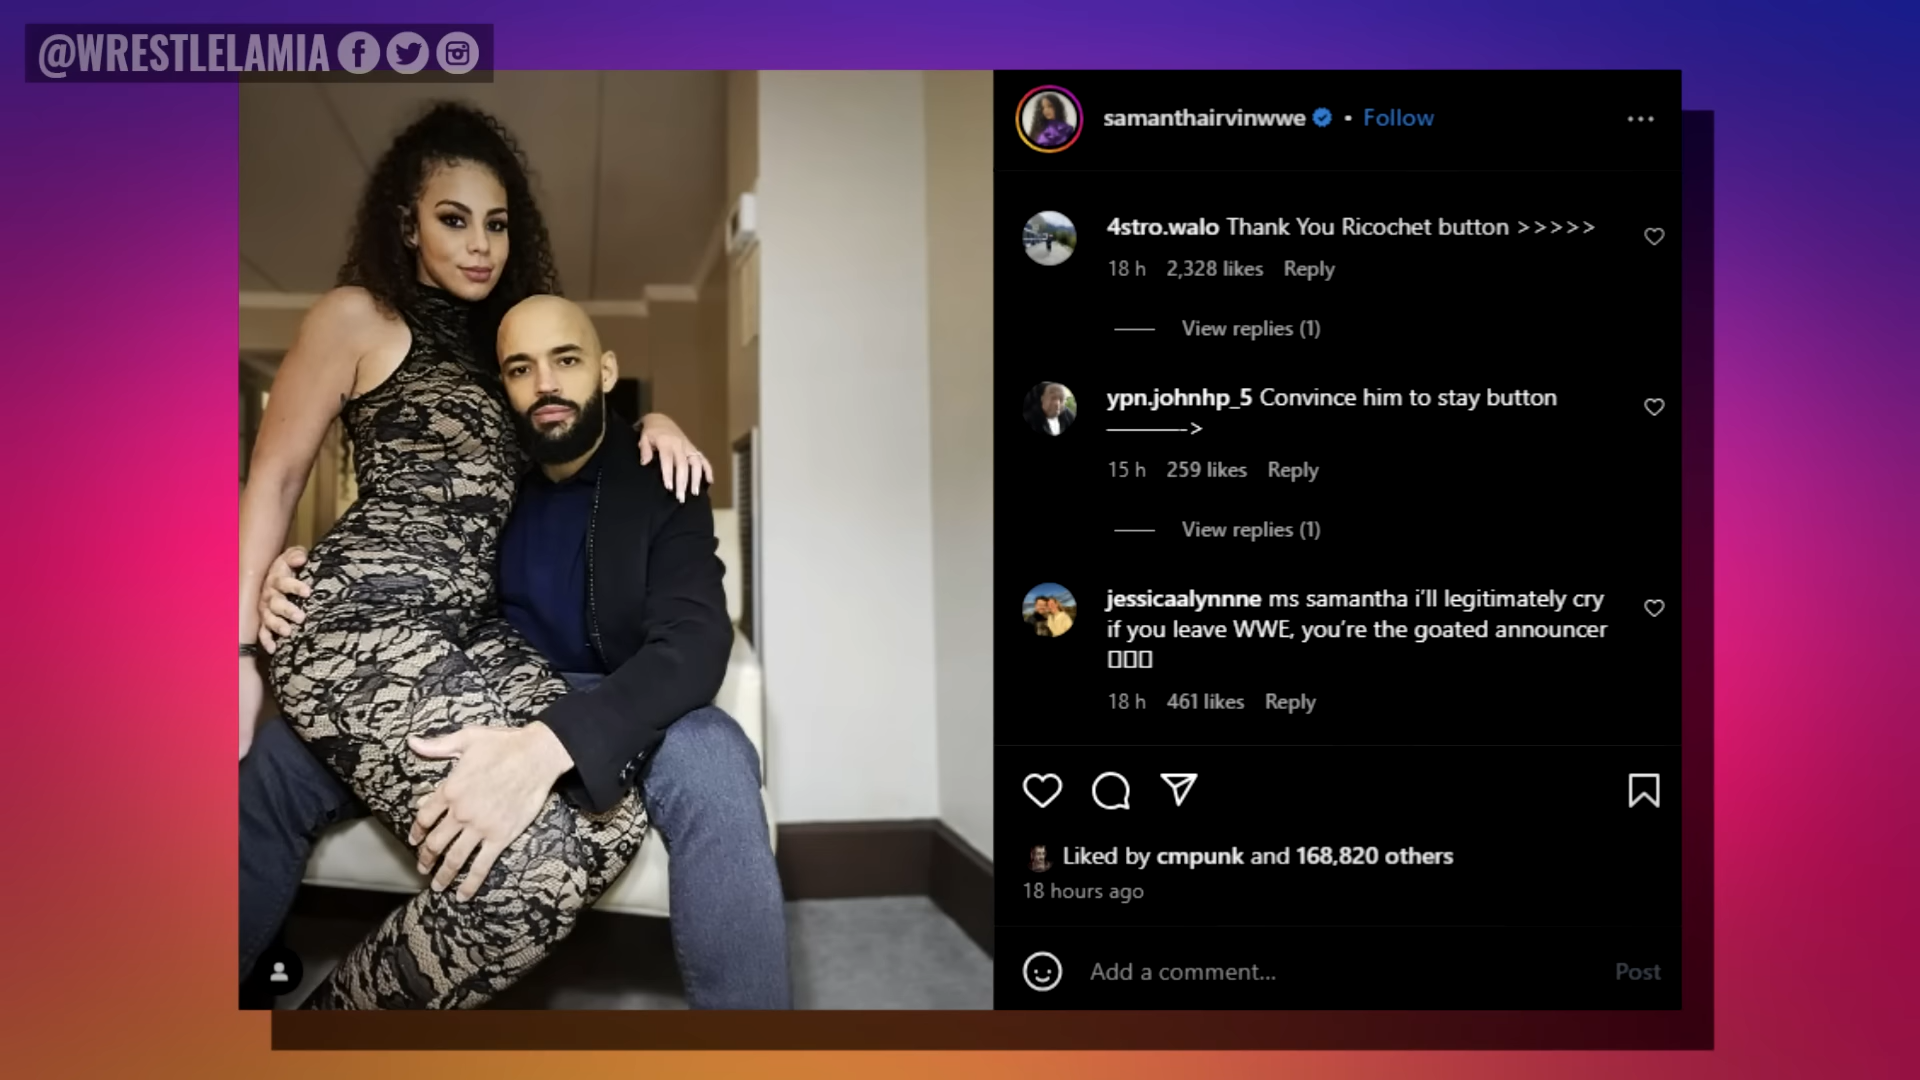 @WRESTLELAMIA
samanthairvinwwe • Follow
4stro.walo Thank You Ricochet button >>>>>
18 h 2,328 likes Reply
View replies (1)
ypn.johnhp_5 Convince him to stay button
———->
15 h 259 likes Reply
View replies (1)
jessicaalynnne ms samantha i'll legitimately cry
if you leave WWE, you're the goated announcer
▯▯▯
18 h 461 likes Reply
Liked by cmpunk and 168,820 others
18 hours ago
Add a comment...
Post